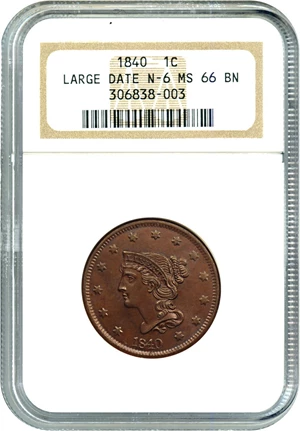 1840 1C
LARGE DATE N-6 MS 66 BN
306838-003
1840